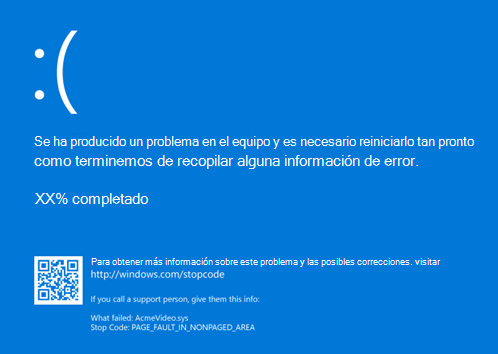 :(
Se ha producido un problema en el equipo y es necesario reiniciarlo tan pronto
como terminemos de recopilar alguna información de error.
XX% completado
Para obtener más información sobre este problema y las posibles correcciones. visitar
http://windows.com/stopcode
If you call a support person, give them this info:
What failed: AcmeVideo.sys
Stop Code: PAGE_FAULT_IN_NONPAGED_AREA